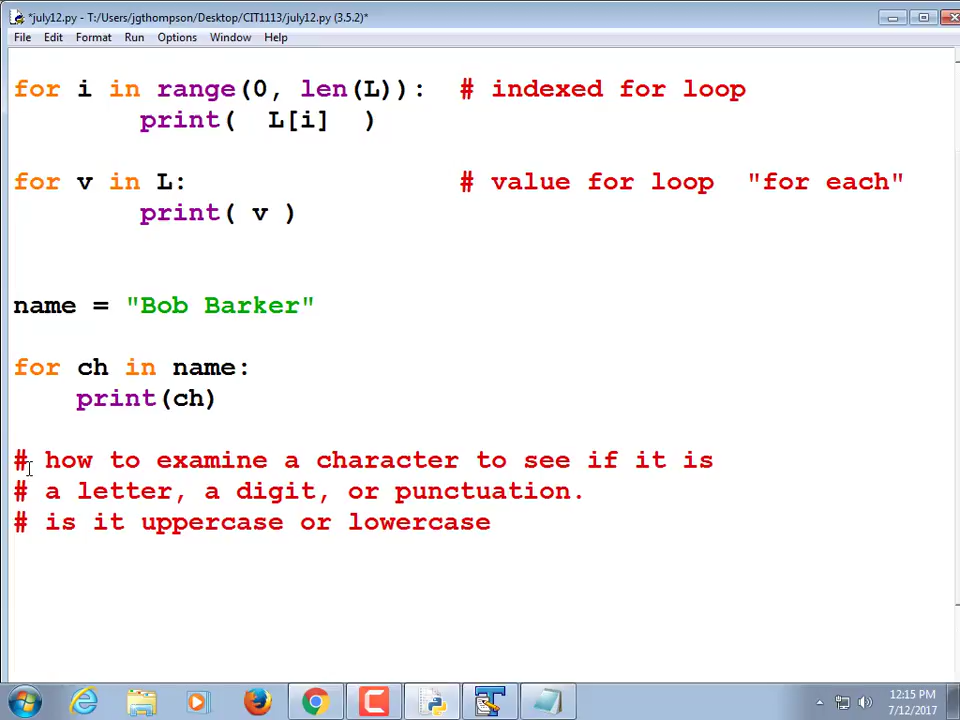 *july12.py - T:/Users/jgthompson/Desktop/CIT1113/july12.py (3.5.2)*
File Edit Format Run Options Window Help
for i in range(0, len(L)): # indexed for loop
print( L[i] )
for v in L: # value for loop "for each"
print( v )
name = "Bob Barker"
for ch in name:
print(ch)
# how to examine a character to see if it is
# a letter, a digit, or punctuation.
# is it uppercase or lowercase
12:15 PM
7/12/2017